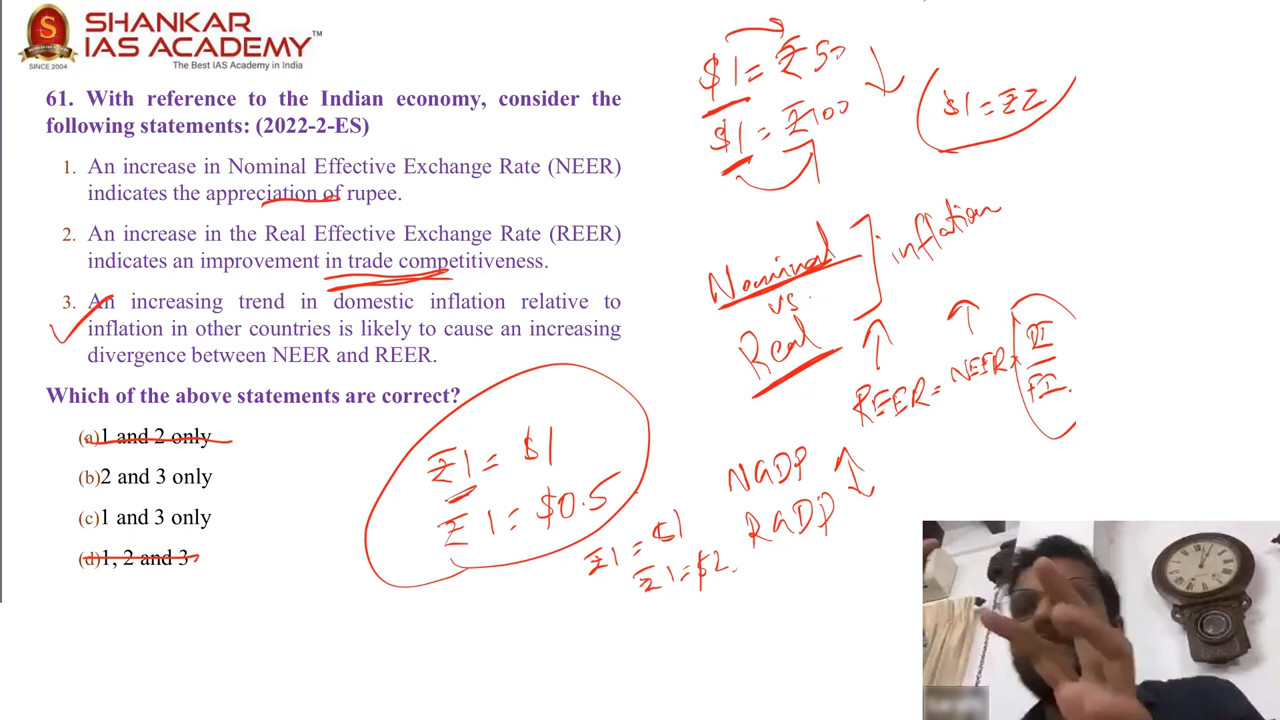 SHANKAR
IAS ACADEMY™
The Best IAS Academy in India
SINCE 2004
61. With reference to the Indian economy, consider the
following statements: (2022-2-ES)
1. An increase in Nominal Effective Exchange Rate (NEER)
indicates the appreciation of rupee.
2. An increase in the Real Effective Exchange Rate (REER)
indicates an improvement in trade competitiveness.
3. An increasing trend in domestic inflation relative to
inflation in other countries is likely to cause an increasing
divergence between NEER and REER.
Which of the above statements are correct?
(a)1 and 2 only
(b)2 and 3 only
(c)1 and 3 only
(d)1, 2 and 3
$1 = ₹50
$1 = ₹100
$1 = ₹2
Nominal
vs
Real
inflation
REER = NEER ×
DI
FI.
₹1 = $1
₹1 = $0.5
₹1 = $1
₹1 = $2.
NGDP
RGDP